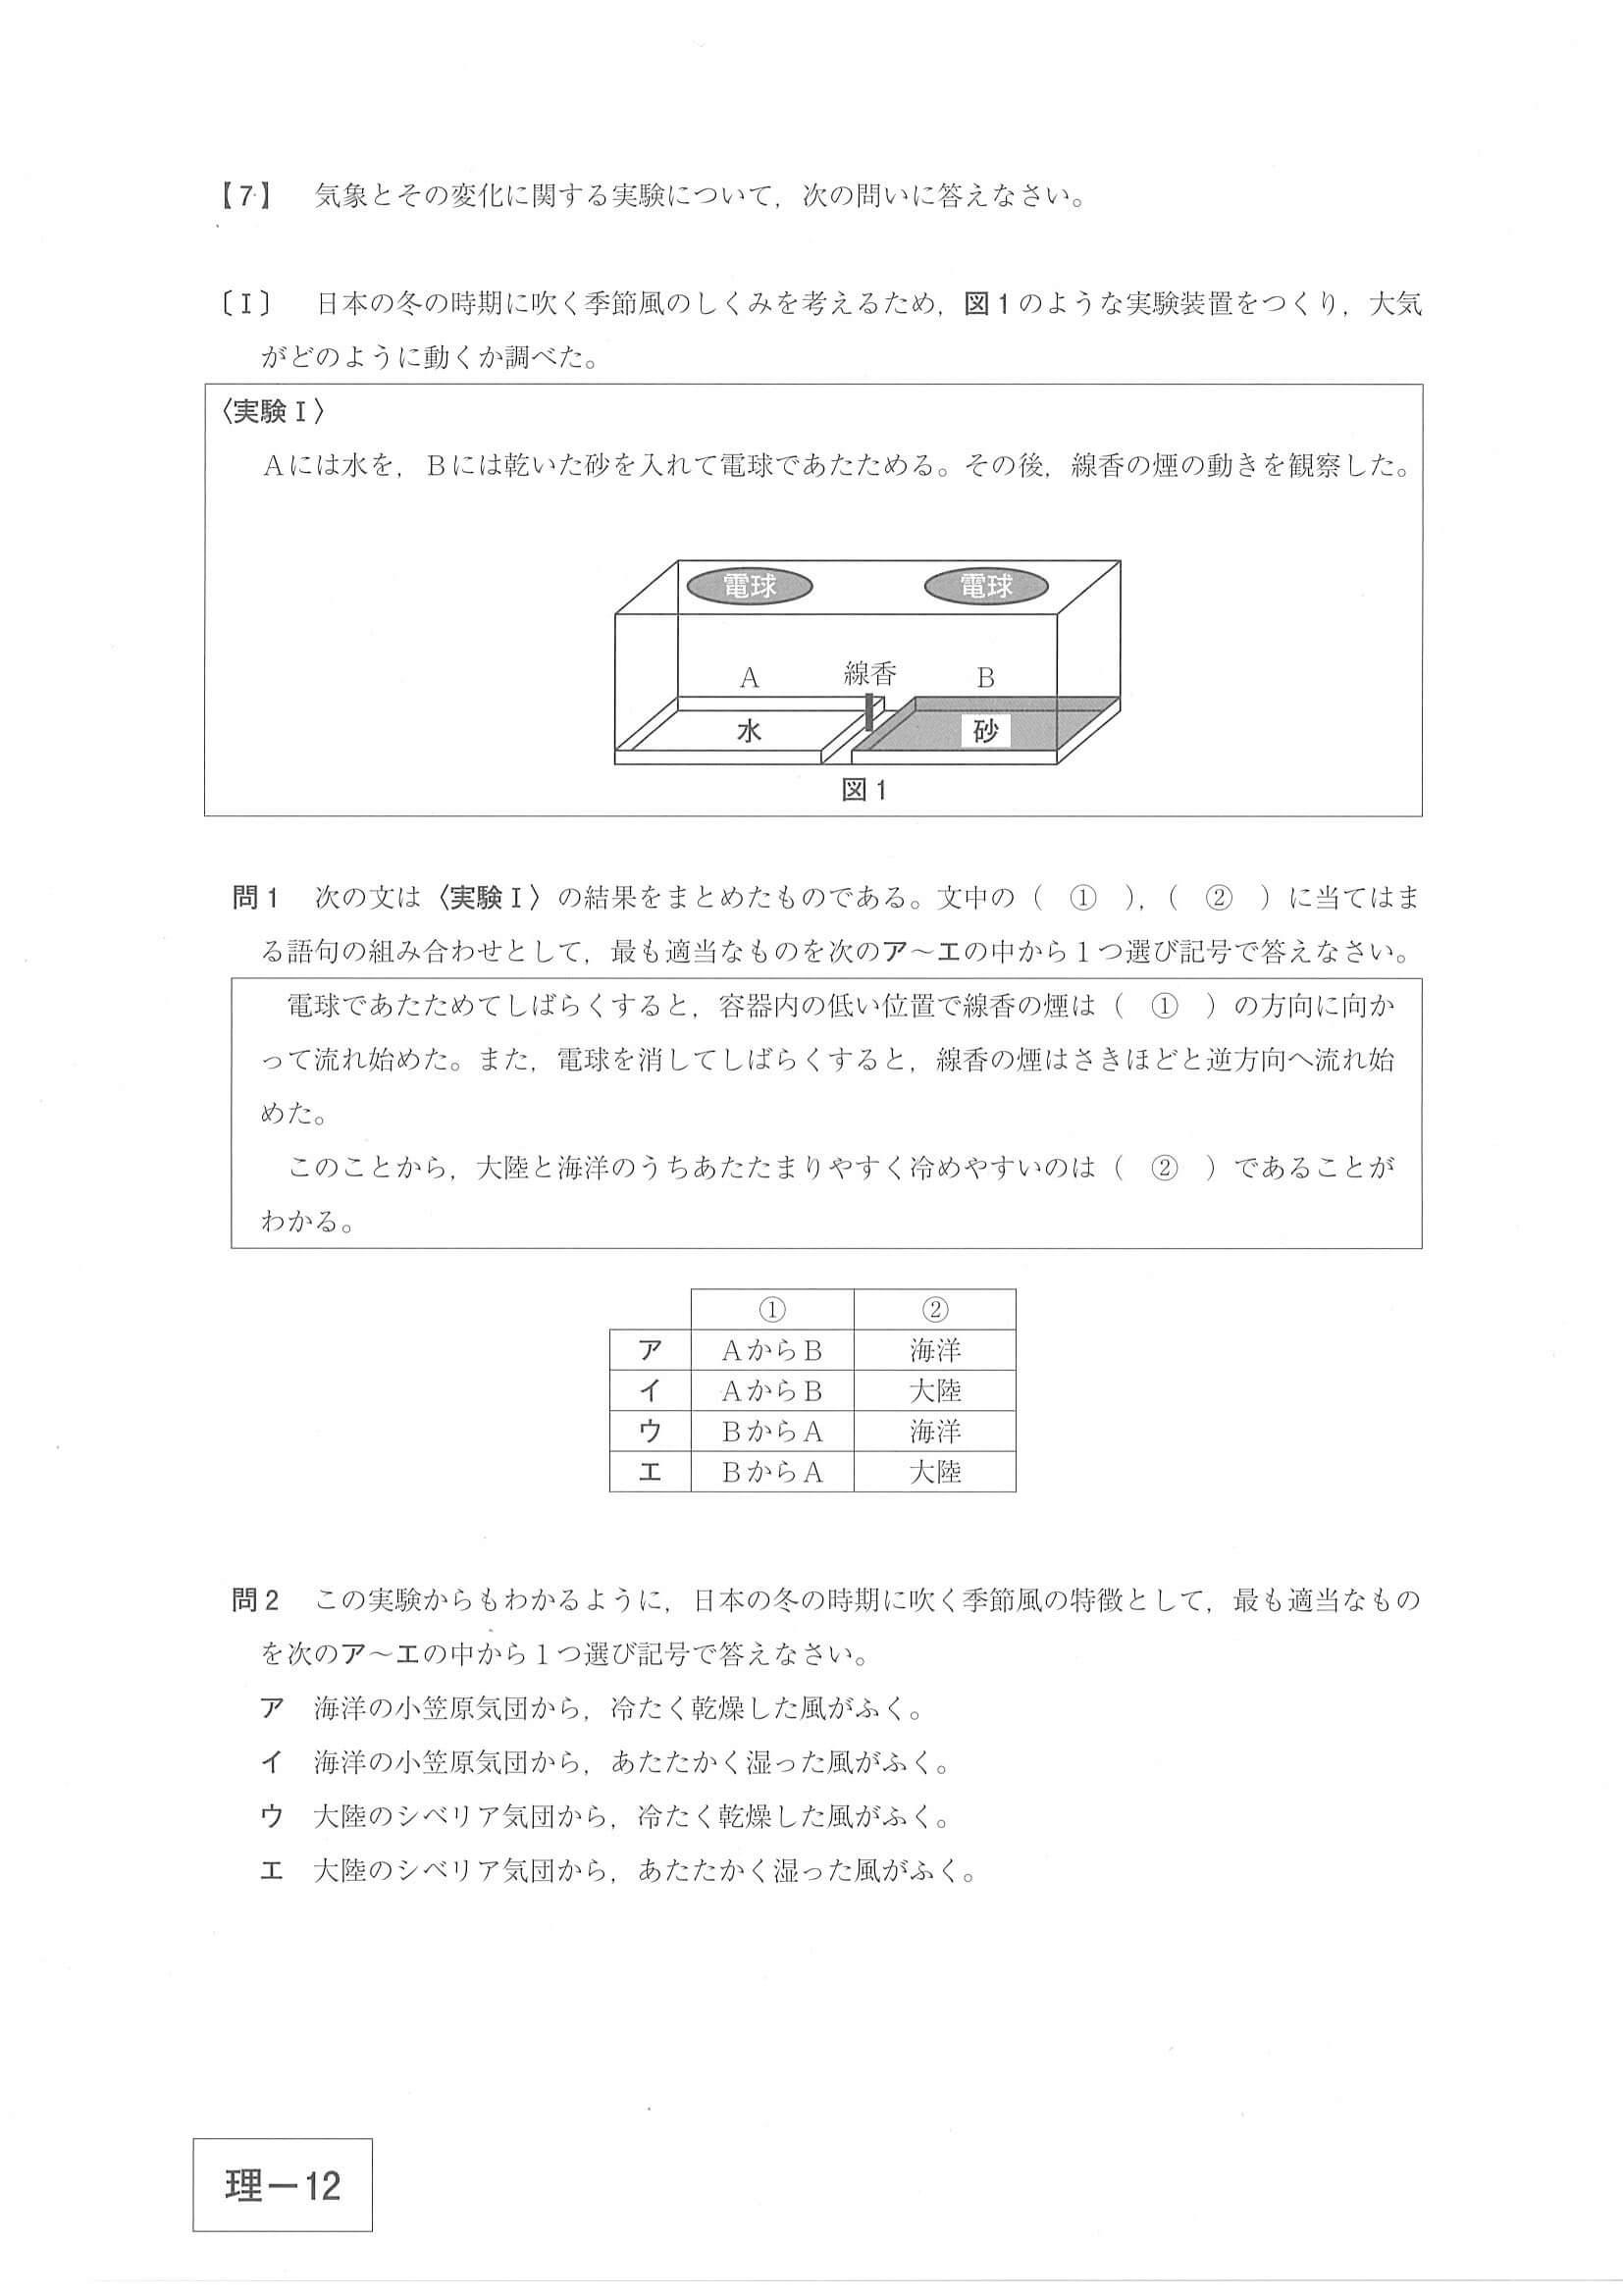 【7】　気象とその変化に関する実験について，次の問いに答えなさい。
〔Ⅰ〕　日本の冬の時期に吹く季節風のしくみを考えるため，図1のような実験装置をつくり，大気
がどのように動くか調べた。
〈実験Ⅰ〉
Aには水を，Bには乾いた砂を入れて電球であたためる。その後，線香の煙の動きを観察した。
電球　電球
A　線香　B
水　砂
図1
問1　次の文は〈実験Ⅰ〉の結果をまとめたものである。文中の（　①　），（　②　）に当てはま
る語句の組み合わせとして，最も適当なものを次のア～エの中から1つ選び記号で答えなさい。
電球であたためてしばらくすると，容器内の低い位置で線香の煙は（　①　）の方向に向か
って流れ始めた。また，電球を消してしばらくすると，線香の煙はさきほどと逆方向へ流れ始
めた。
このことから，大陸と海洋のうちあたたまりやすく冷めやすいのは（　②　）であることが
わかる。
①　②
ア　AからB　海洋
イ　AからB　大陸
ウ　BからA　海洋
エ　BからA　大陸
問2　この実験からもわかるように，日本の冬の時期に吹く季節風の特徴として，最も適当なもの
を次のア～エの中から1つ選び記号で答えなさい。
ア　海洋の小笠原気団から，冷たく乾燥した風がふく。
イ　海洋の小笠原気団から，あたたかく湿った風がふく。
ウ　大陸のシベリア気団から，冷たく乾燥した風がふく。
エ　大陸のシベリア気団から，あたたかく湿った風がふく。
理－12